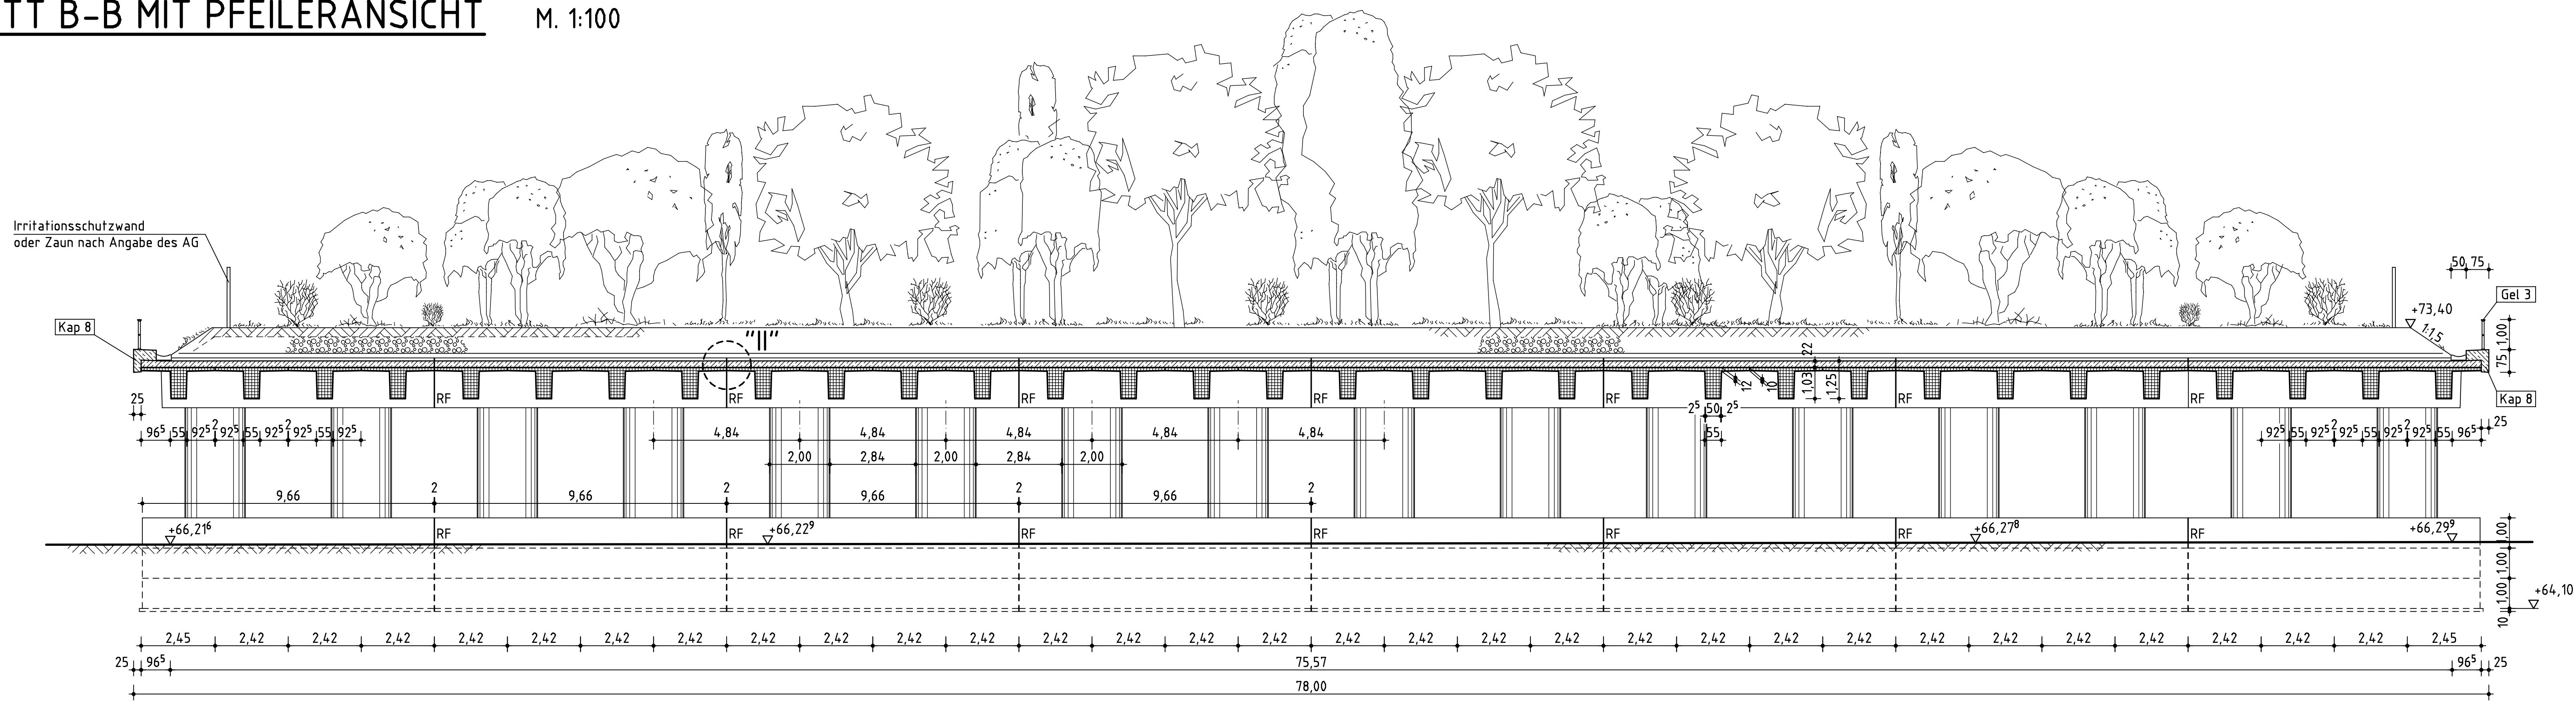 TT B-B MIT PFEILERANSICHT M. 1:100
Irritationsschutzwand
oder Zaun nach Angabe des AG
50 75
Gel 3
+73,40
Kap 8
"II"
1:1,5
1,00
22
75
12
10
1,03
1,25
RF RF RF RF RF RF RF
Kap 8
25
2⁵ 50 2⁵
25
96⁵ 55 92⁵ 2 92⁵ 55 92⁵ 2 92⁵ 55 92⁵
4,84 4,84 4,84 4,84 4,84
55
92⁵ 55 92⁵ 2 92⁵ 55 92⁵ 2 92⁵ 55 96⁵
2,00 2,84 2,00 2,84 2,00
9,66 2 9,66 2 9,66 2 9,66 2
+66,21⁶ RF RF +66,22⁹ RF RF RF RF +66,27⁸ RF +66,29⁹
1,00
1,00
1,00
10
+64,10
2,45 2,42 2,42 2,42 2,42 2,42 2,42 2,42 2,42 2,42 2,42 2,42 2,42 2,42 2,42 2,42 2,42 2,42 2,42 2,42 2,42 2,42 2,42 2,42 2,42 2,42 2,42 2,42 2,42 2,42 2,42 2,45
25 96⁵ 75,57 96⁵ 25
78,00